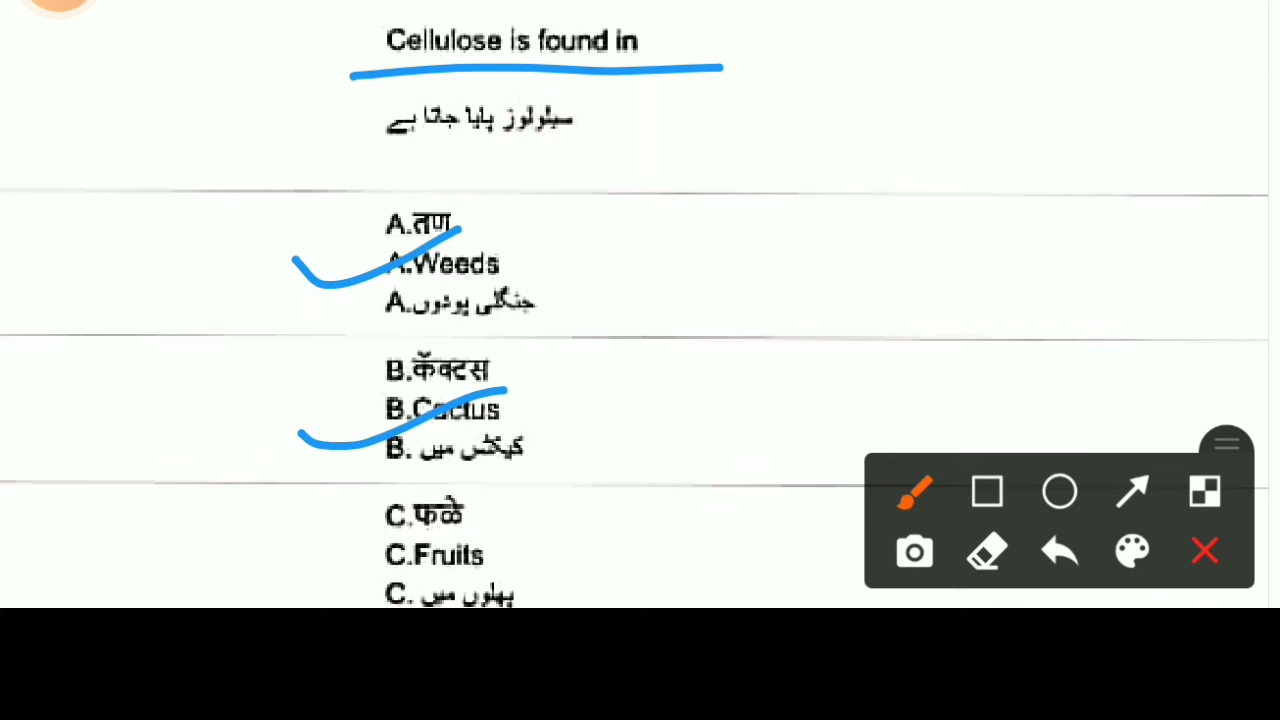 Cellulose is found in
سیلولوز پایا جاتا ہے
A.तण
A.Weeds
A.جنگلی پودوں
B.कॅक्टस
B.Cactus
B. کیکٹس میں
C.फळे
C.Fruits
C. پھلوں میں